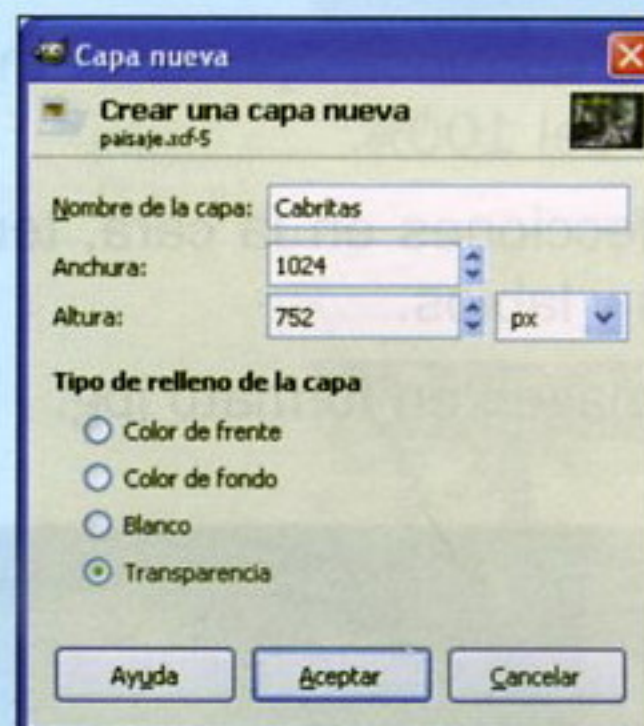 Capa nueva
Crear una capa nueva
paisaje.xcf-5
Nombre de la capa: Cabritas
Anchura: 1024
Altura: 752 px
Tipo de relleno de la capa
Color de frente
Color de fondo
Blanco
Transparencia
Ayuda Aceptar Cancelar